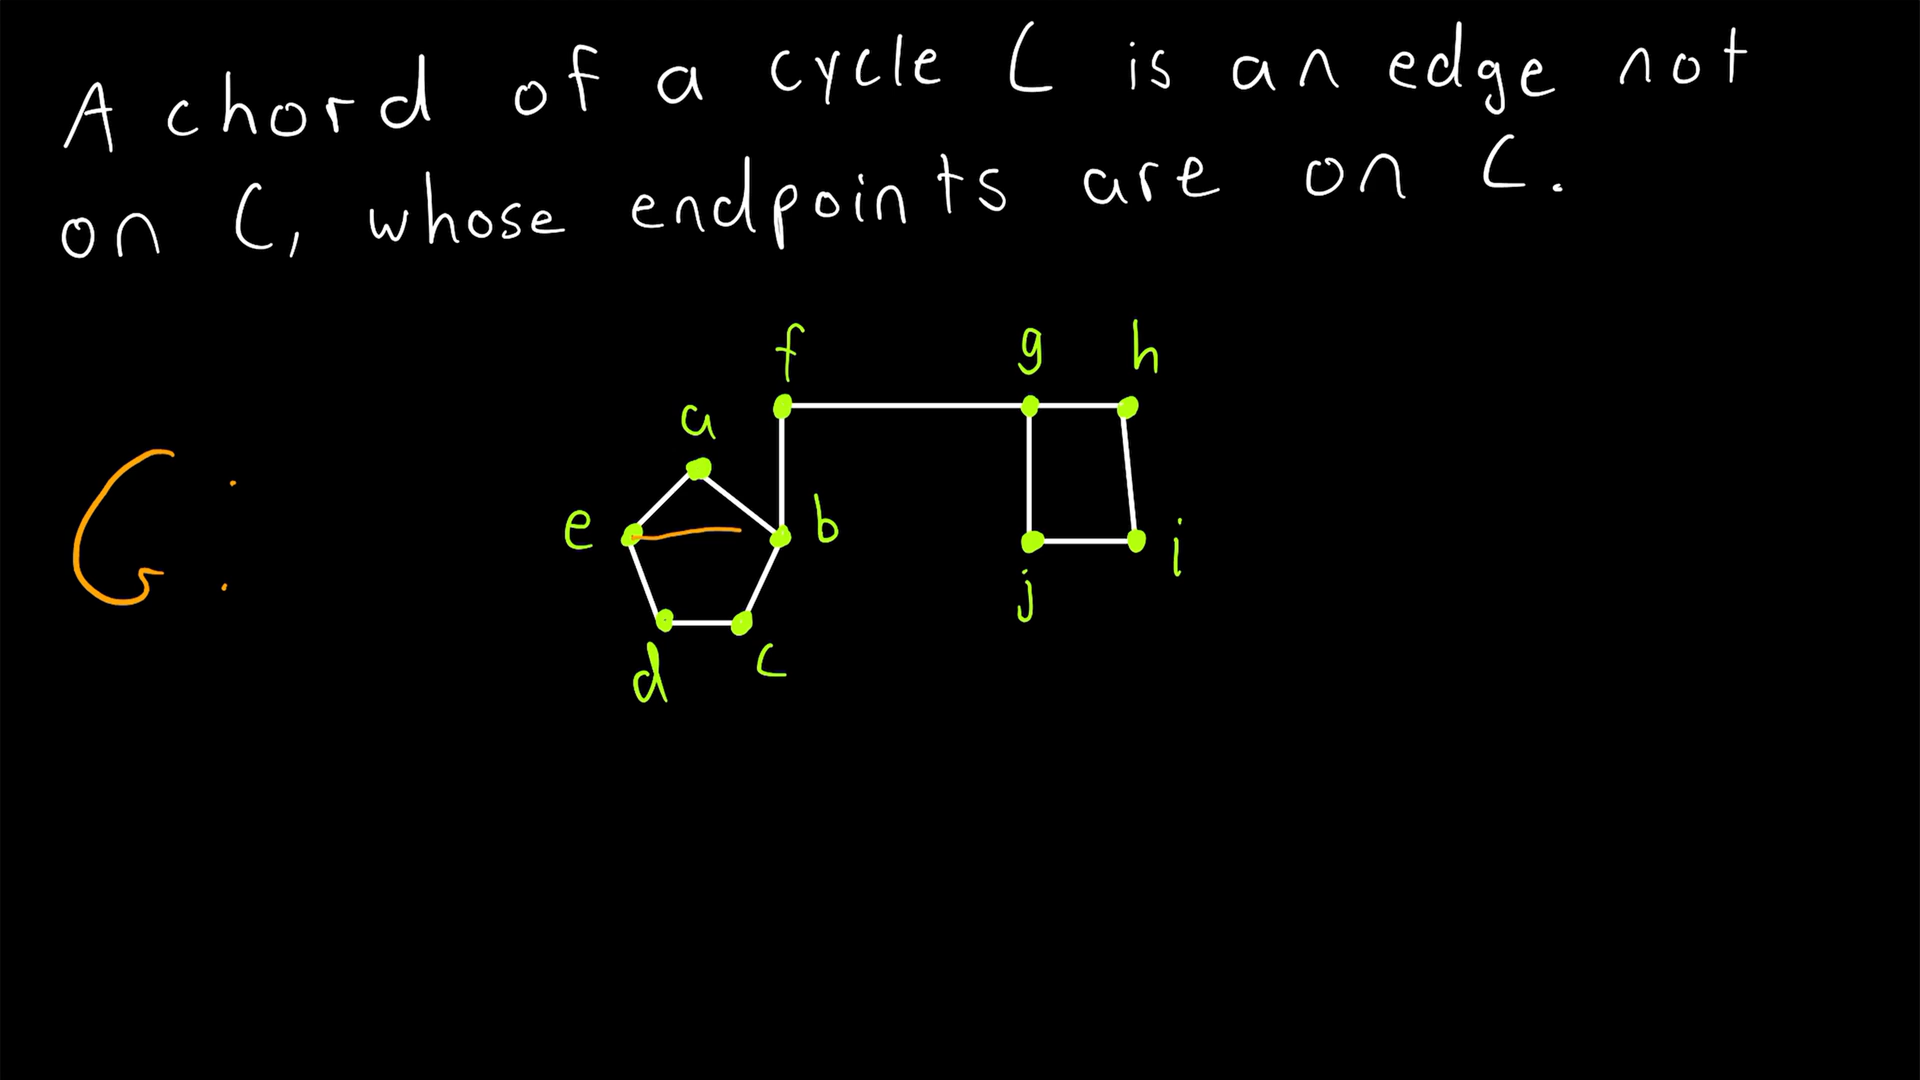 A chord of a cycle C is an edge not
on C, whose endpoints are on C.
f g h
a
G: e b
j i
d c